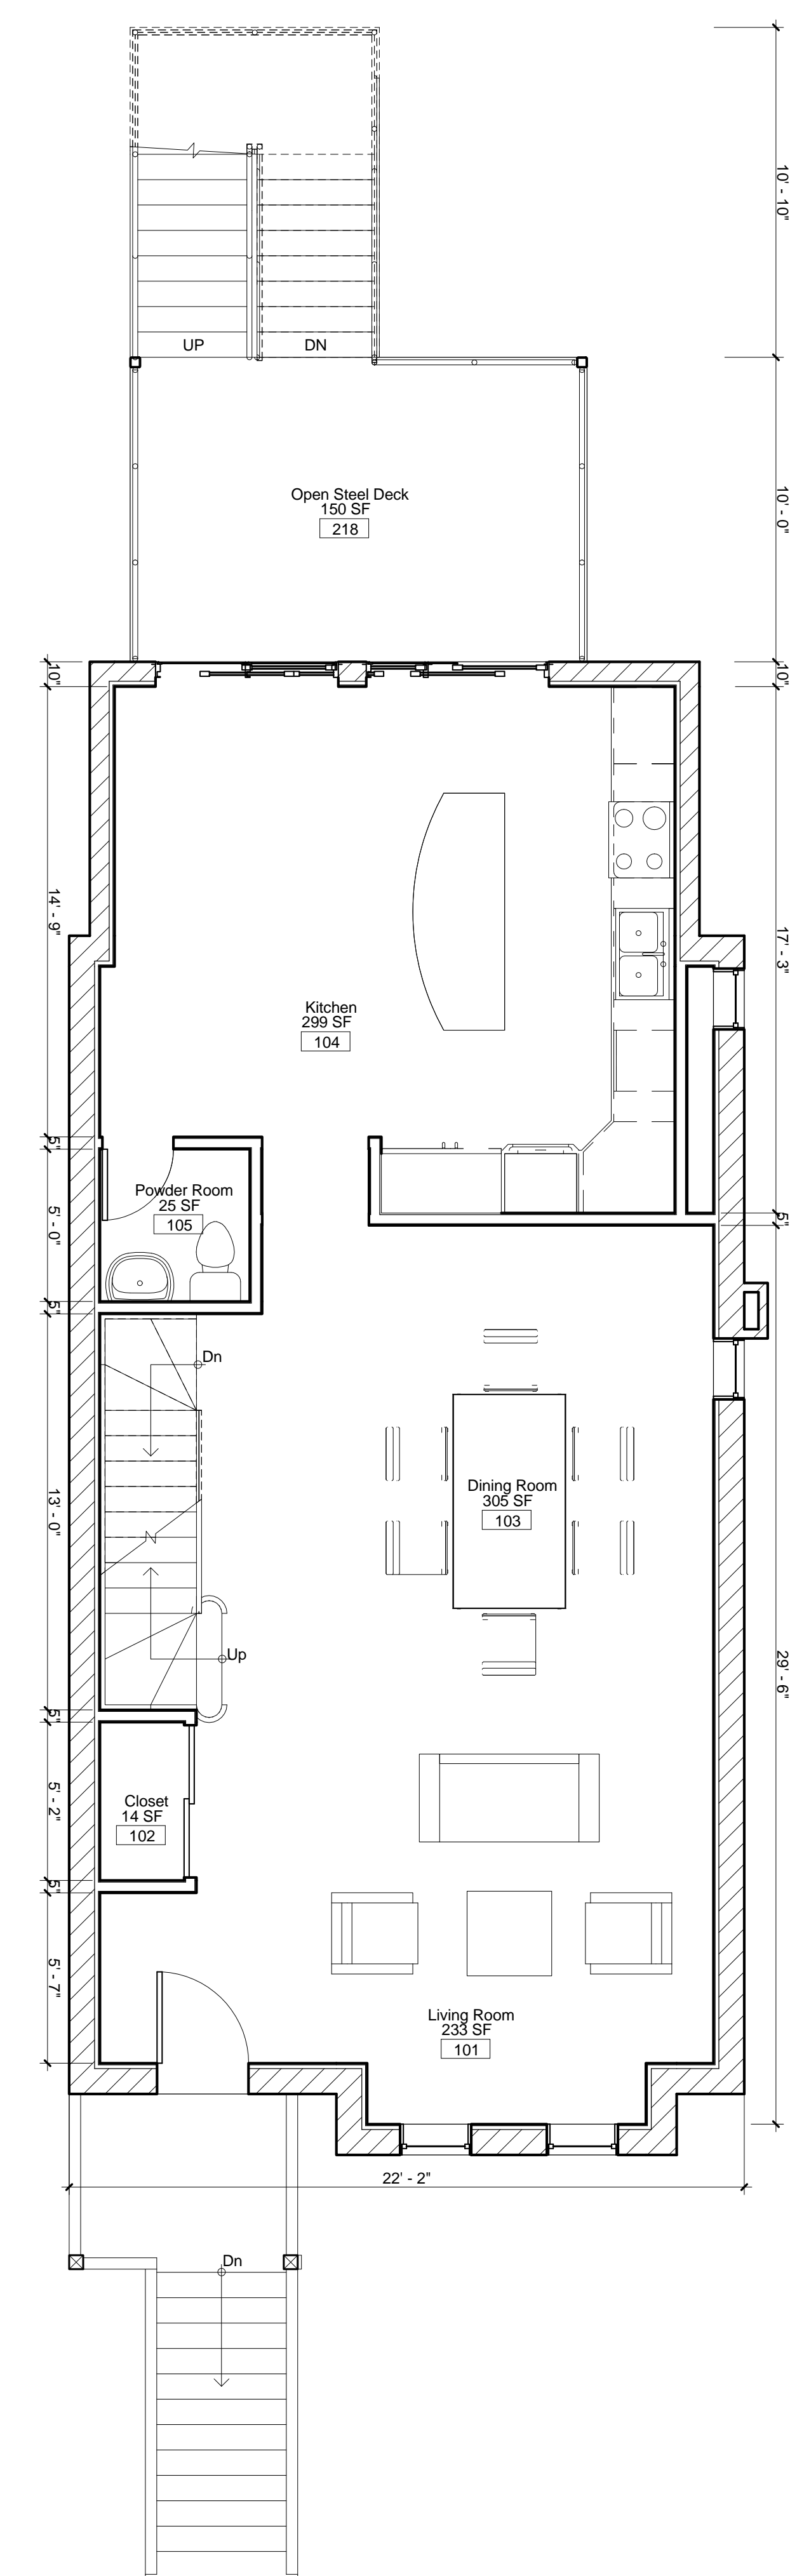 10' - 10"
UP
DN
Open Steel Deck
150 SF
218
10' - 0"
10"
10"
14' - 9"
17' - 3"
Kitchen
299 SF
104
5"
Powder Room
25 SF
105
5' - 0"
5"
5"
Dn
Dining Room
305 SF
103
13' - 0"
29' - 6"
Up
5"
Closet
14 SF
102
5' - 2"
5"
5' - 7"
Living Room
233 SF
101
22' - 2"
Dn